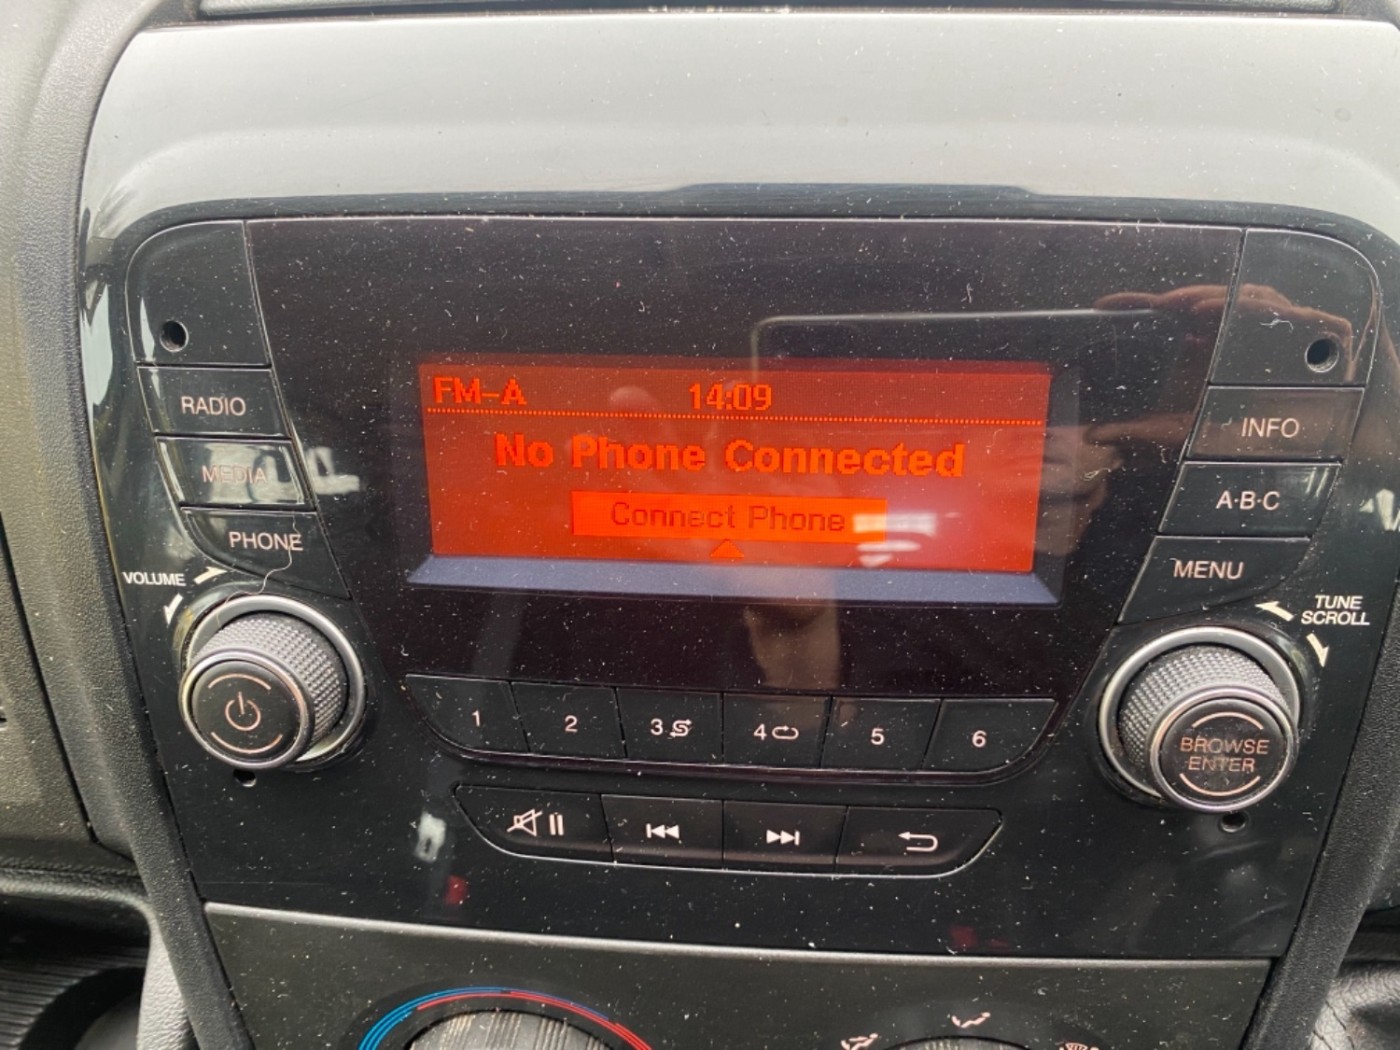 FM-A 14:09
No Phone Connected
Connect Phone
RADIO
MEDIA
PHONE
VOLUME
INFO
A·B·C
MENU
TUNE
SCROLL
1 2 3 4 5 6
BROWSE
ENTER